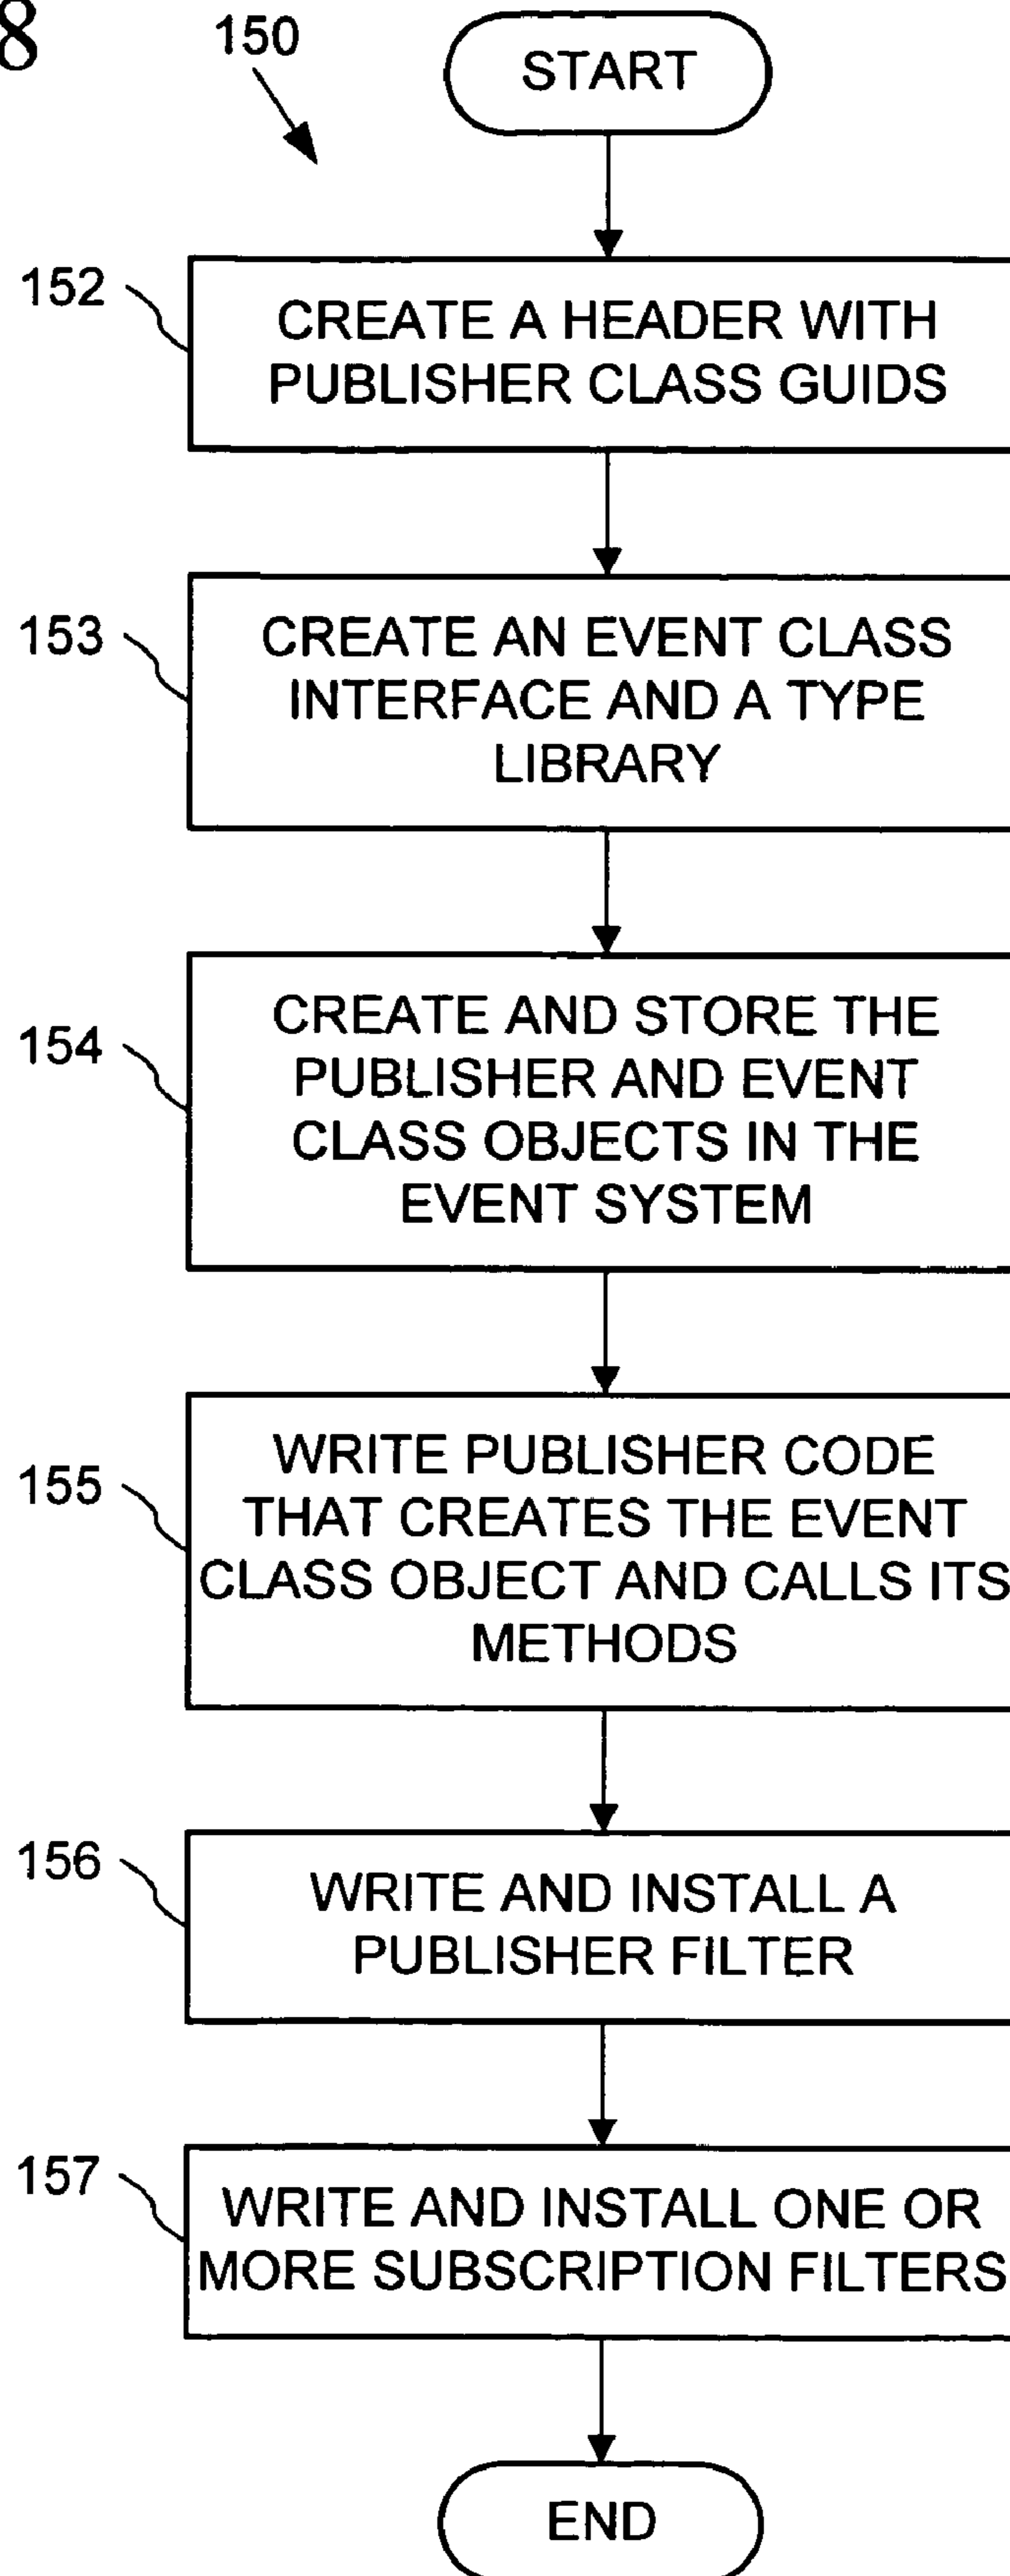 8
150
START
152
CREATE A HEADER WITH
PUBLISHER CLASS GUIDS
153
CREATE AN EVENT CLASS
INTERFACE AND A TYPE
LIBRARY
154
CREATE AND STORE THE
PUBLISHER AND EVENT
CLASS OBJECTS IN THE
EVENT SYSTEM
155
WRITE PUBLISHER CODE
THAT CREATES THE EVENT
CLASS OBJECT AND CALLS ITS
METHODS
156
WRITE AND INSTALL A
PUBLISHER FILTER
157
WRITE AND INSTALL ONE OR
MORE SUBSCRIPTION FILTERS
END